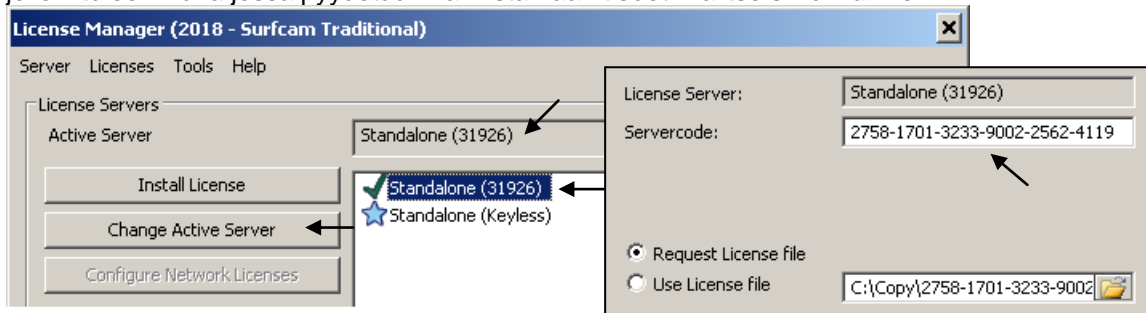 License Manager (2018 - Surfcam Traditional)
Server Licenses Tools Help
License Servers
Active Server
Standalone (31926)
Install License
Change Active Server
Configure Network Licenses
Standalone (31926)
Standalone (Keyless)
License Server:
Standalone (31926)
Servercode:
2758-1701-3233-9002-2562-4119
Request License file
Use License file
C:\Copy\2758-1701-3233-9002